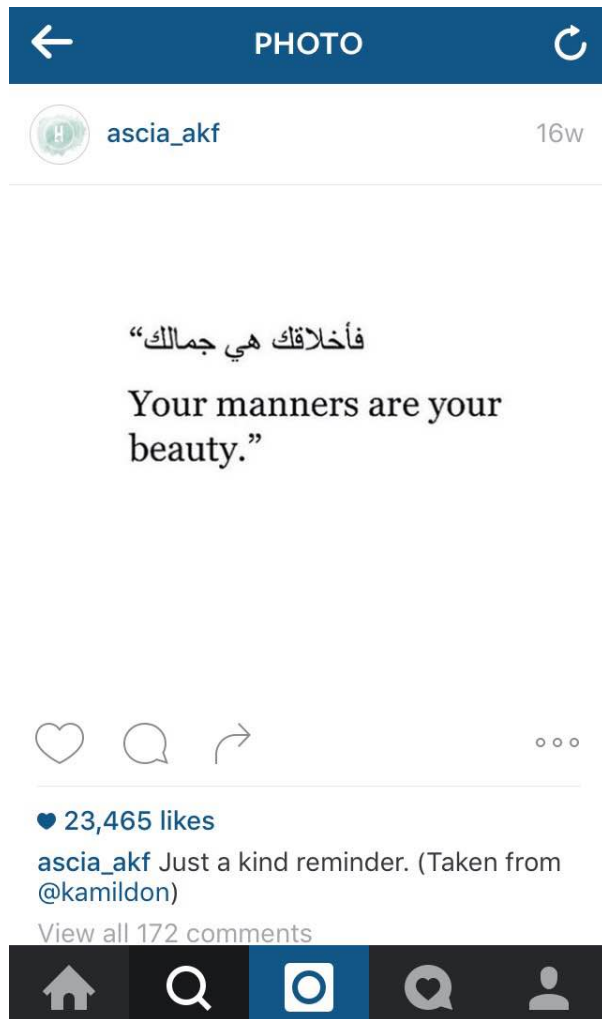 PHOTO
ascia_akf
16w
“فأخلاقك هي جمالك
Your manners are your
beauty.”
23,465 likes
ascia_akf Just a kind reminder. (Taken from
@kamildon)
View all 172 comments